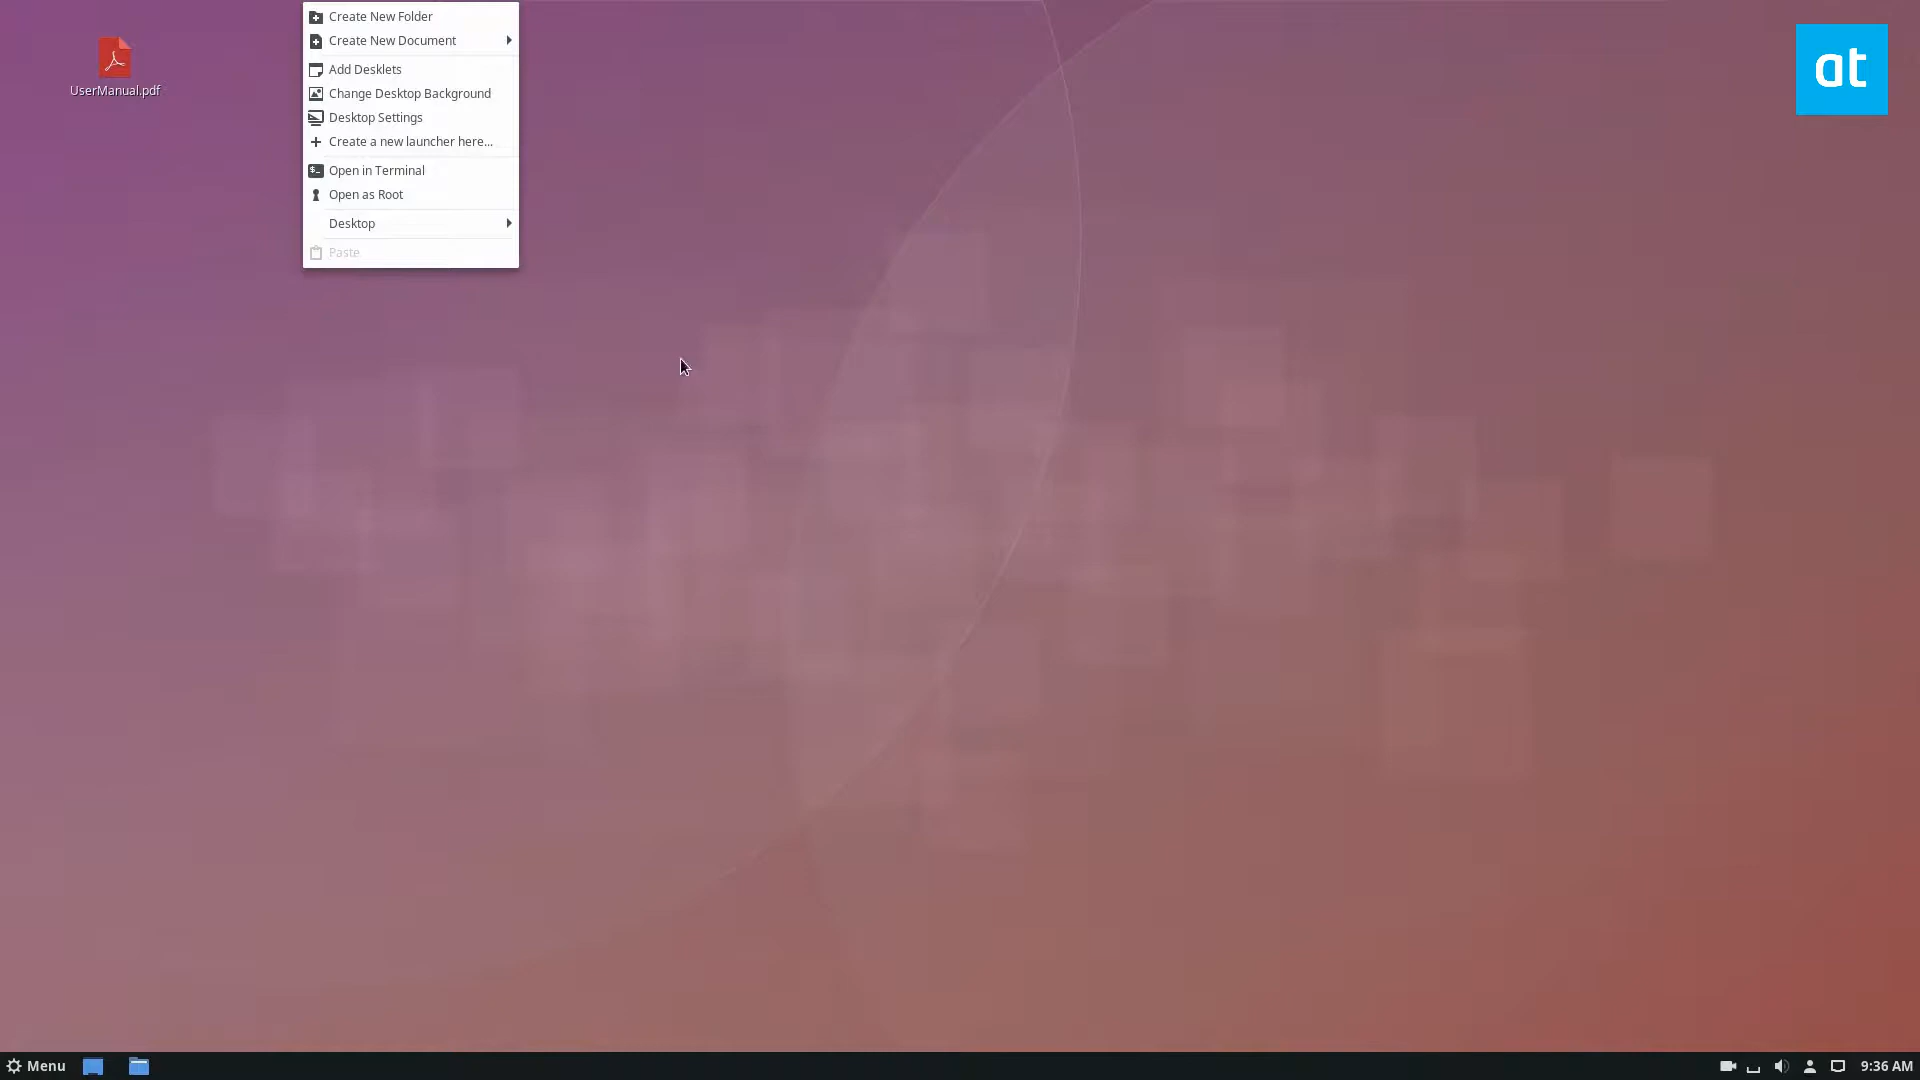 Create New Folder
Create New Document
Add Desklets
Change Desktop Background
Desktop Settings
Create a new launcher here...
Open in Terminal
Open as Root
Desktop
Paste
UserManual.pdf
at
Menu
9:36 AM